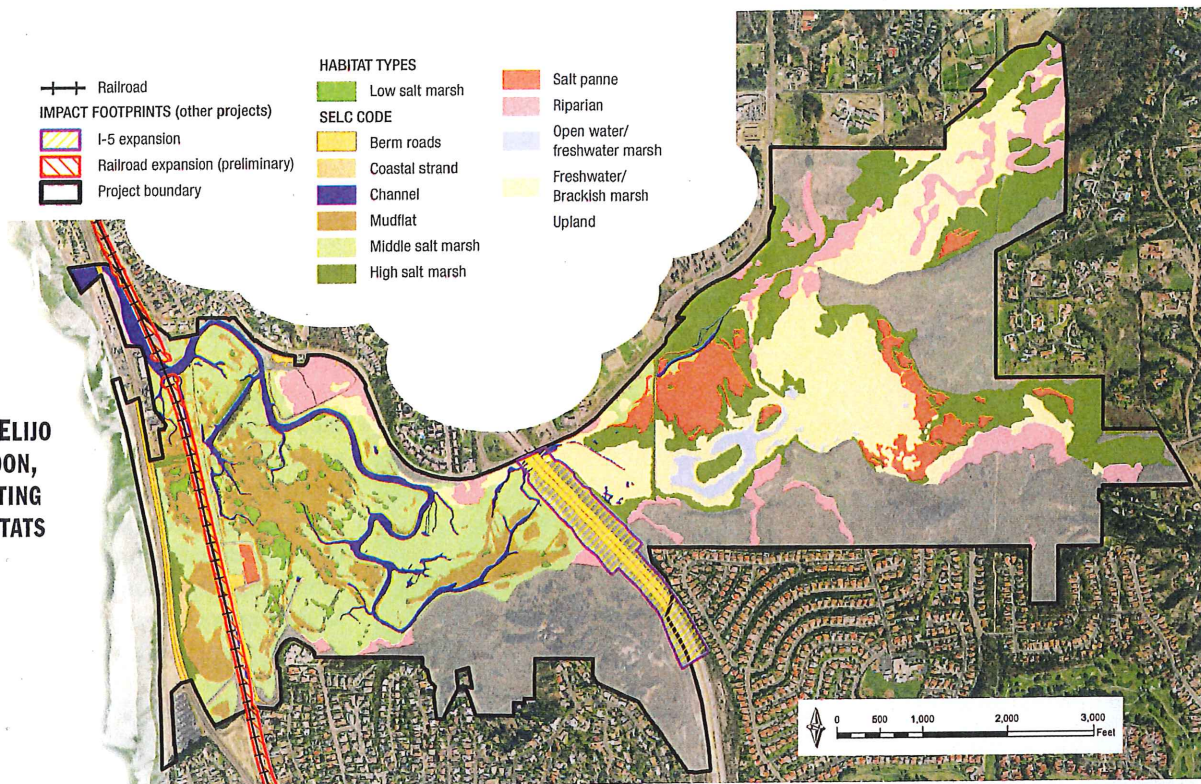 Railroad
IMPACT FOOTPRINTS (other projects)
I-5 expansion
Railroad expansion (preliminary)
Project boundary
HABITAT TYPES
Low salt marsh
SELC CODE
Berm roads
Coastal strand
Channel
Mudflat
Middle salt marsh
High salt marsh
Salt panne
Riparian
Open water/
freshwater marsh
Freshwater/
Brackish marsh
Upland
ELIJO
OON,
TING
TATS
0 500 1,000 2,000 3,000
Feet